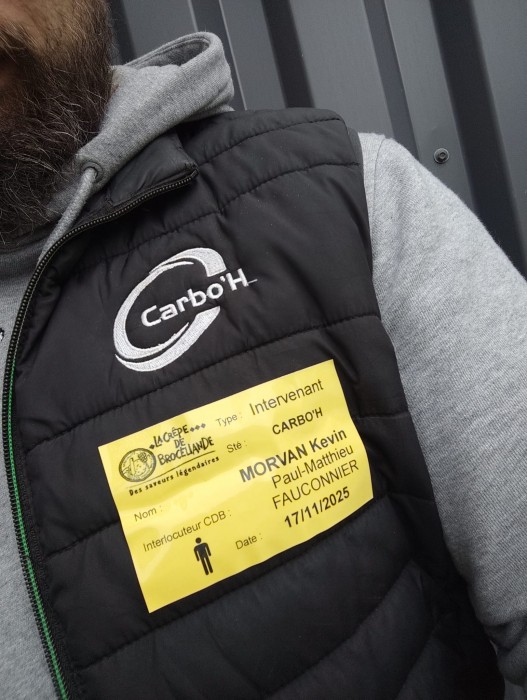 Carbo'H
LA CRÊPE
DE
BROCELIANDE
Des saveurs légendaires
Type : Intervenant
Sté : CARBO'H
Nom : MORVAN Kevin
Interlocuteur CDB : Paul-Matthieu
FAUCONNIER
Date : 17/11/2025